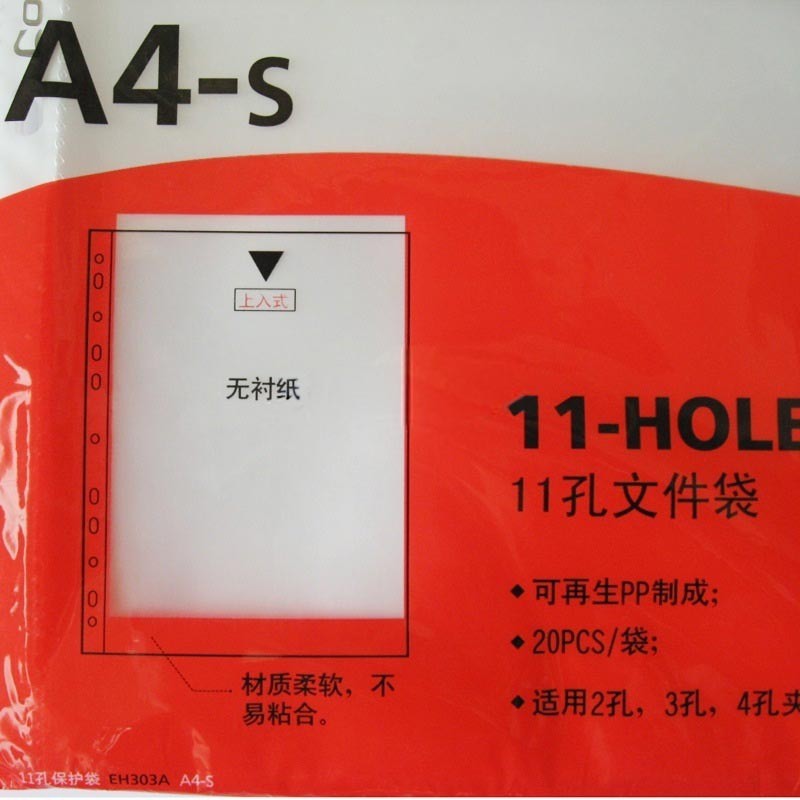 A4-S
上入式
无衬纸
11-HOLE
11孔文件袋
◆可再生PP制成；
◆20PCS/袋；
◆适用2孔，3孔，4孔夹
材质柔软，不
易粘合。
11孔保护袋 EH303A A4-S